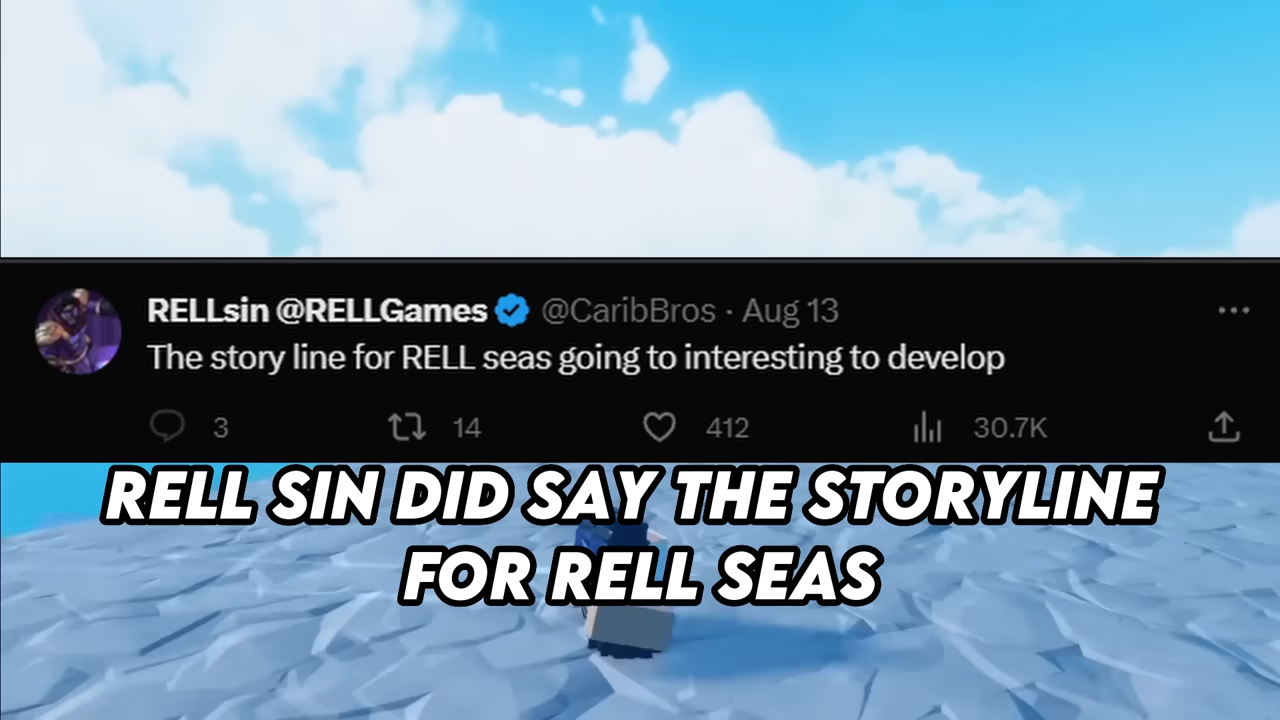 RELLsin @RELLGames @CaribBros · Aug 13
The story line for RELL seas going to interesting to develop
3 14 412 30.7K
RELL SIN DID SAY THE STORYLINE
FOR RELL SEAS